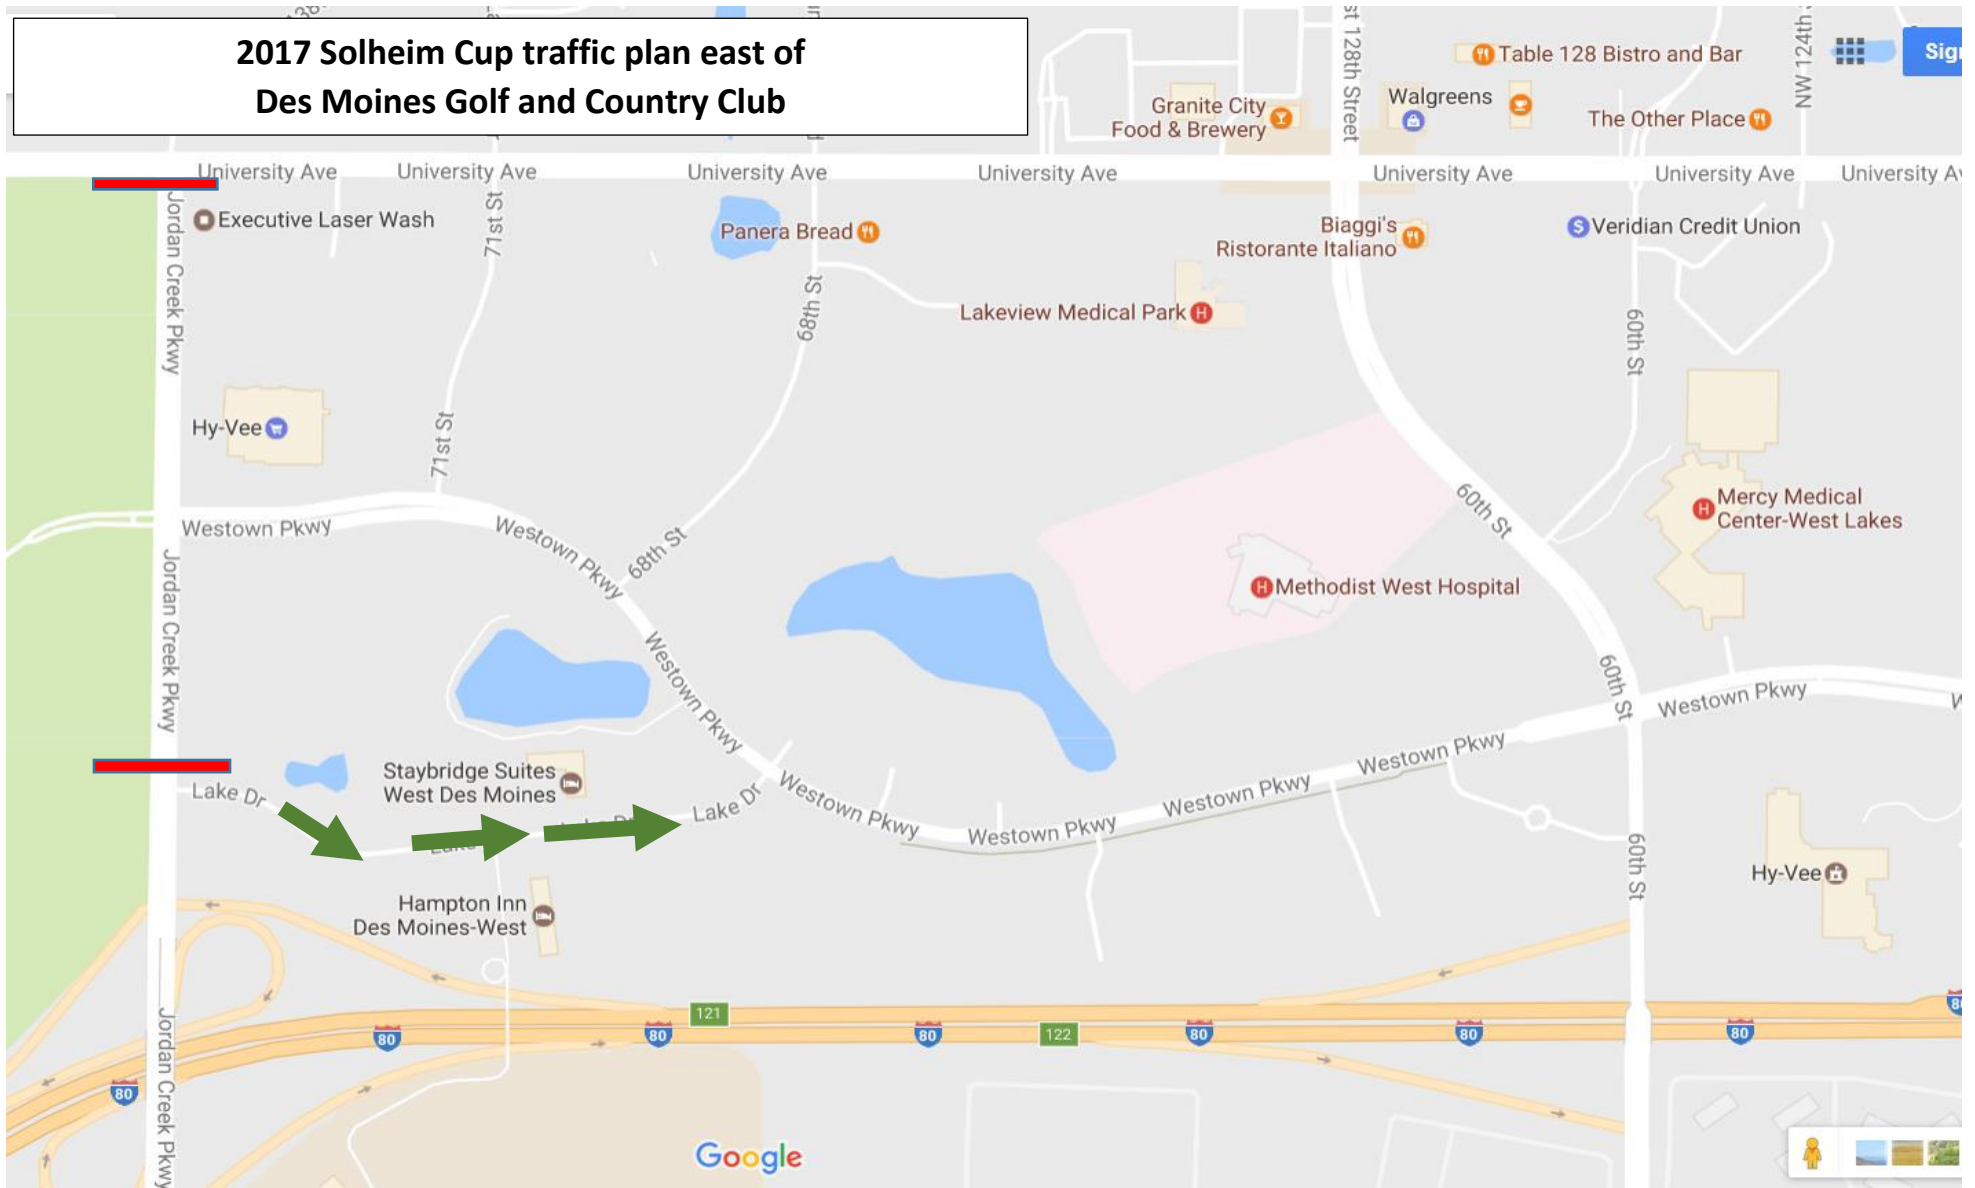 2017 Solheim Cup traffic plan east of
Des Moines Golf and Country Club
Sign
128th Street
NW 124th
Table 128 Bistro and Bar
Granite City
Food & Brewery
Walgreens
The Other Place
University Ave
University Ave
University Ave
University Ave
University Ave
University Ave
University Av
Jordan Creek Pkwy
Executive Laser Wash
71st St
Panera Bread
Biaggi's
Ristorante Italiano
Veridian Credit Union
68th St
Lakeview Medical Park
60th St
Hy-Vee
71st St
60th St
Mercy Medical
Center-West Lakes
Westown Pkwy
Westown Pkwy
68th St
Methodist West Hospital
Jordan Creek Pkwy
Westown Pkwy
60th St
Westown Pkwy
W
Westown Pkwy
Staybridge Suites
West Des Moines
Lake Dr
Lake Dr
Westown Pkwy
Westown Pkwy
Westown Pkwy
60th St
Hy-Vee
Hampton Inn
Des Moines-West
121
122
80
80
80
80
80
80
80
80
Jordan Creek Pkwy
Google